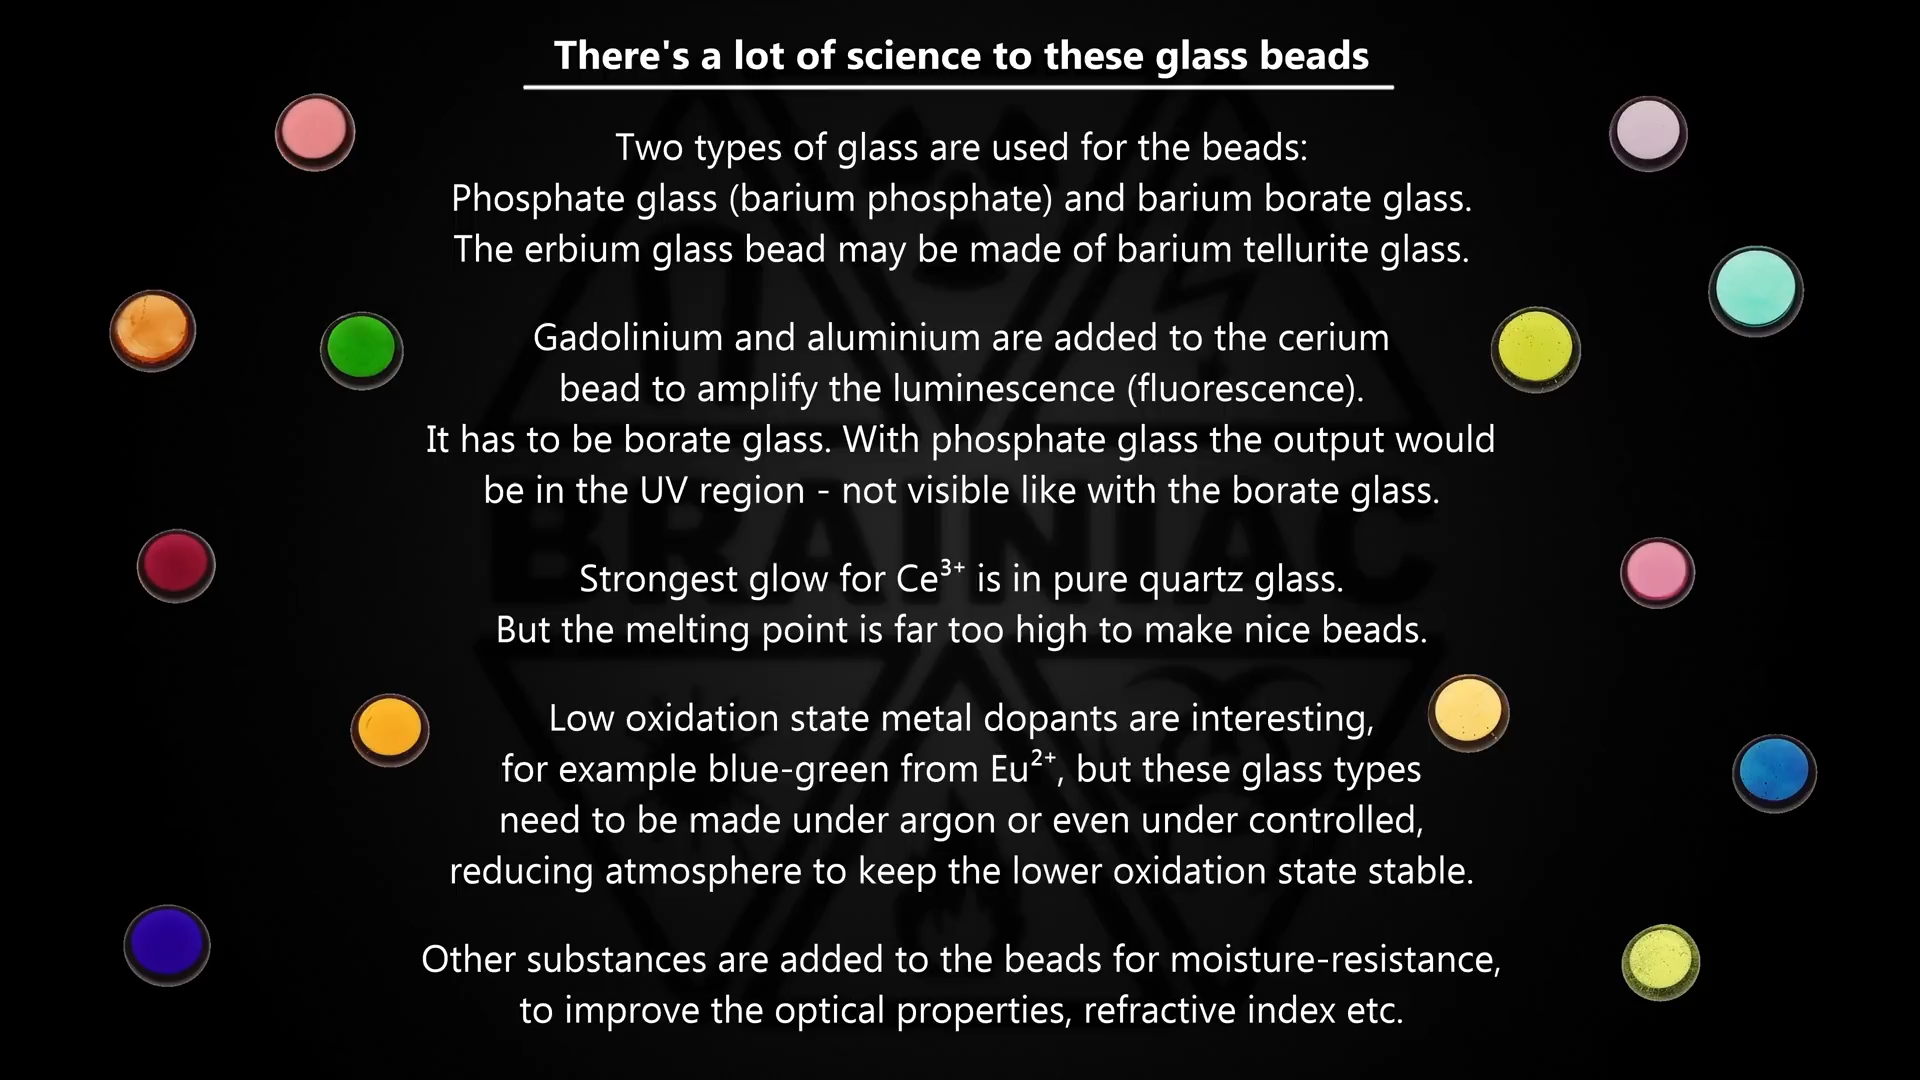 There's a lot of science to these glass beads
Two types of glass are used for the beads:
Phosphate glass (barium phosphate) and barium borate glass.
The erbium glass bead may be made of barium tellurite glass.
Gadolinium and aluminium are added to the cerium
bead to amplify the luminescence (fluorescence).
It has to be borate glass. With phosphate glass the output would
be in the UV region - not visible like with the borate glass.
BRAINIAC
Strongest glow for Ce³⁺ is in pure quartz glass.
But the melting point is far too high to make nice beads.
Low oxidation state metal dopants are interesting,
for example blue-green from Eu²⁺, but these glass types
need to be made under argon or even under controlled,
reducing atmosphere to keep the lower oxidation state stable.
Other substances are added to the beads for moisture-resistance,
to improve the optical properties, refractive index etc.